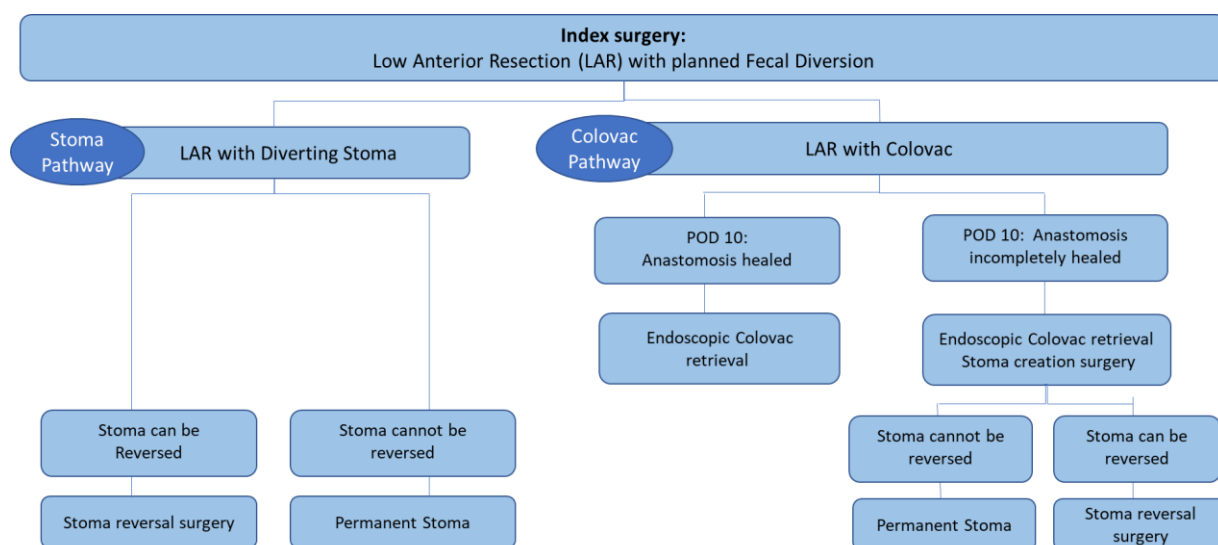 Index surgery:
Low Anterior Resection (LAR) with planned Fecal Diversion
Stoma
Pathway
LAR with Diverting Stoma
Colovac
Pathway
LAR with Colovac
POD 10:
Anastomosis healed
POD 10:  Anastomosis
incompletely healed
Endoscopic Colovac
retrieval
Endoscopic Colovac retrieval
Stoma creation surgery
Stoma can be
Reversed
Stoma cannot be
reversed
Stoma cannot be
reversed
Stoma can be
reversed
Stoma reversal surgery
Permanent Stoma
Permanent Stoma
Stoma reversal
surgery